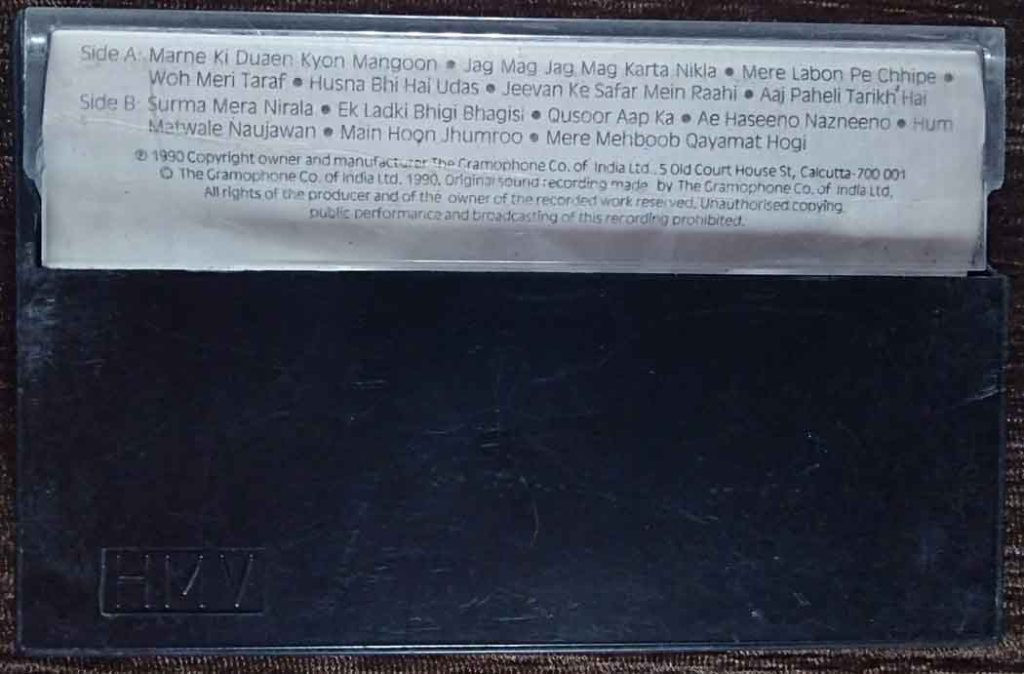 Side A: Marne Ki Duaen Kyon Mangoon • Jag Mag Jag Mag Karta Nikla • Mere Labon Pe Chhipe •
Woh Meri Taraf • Husna Bhi Hai Udas • Jeevan Ke Safar Mein Raahi • Aaj Paheli Tarikh Hai
Side B: Surma Mera Nirala • Ek Ladki Bhigi Bhagisi • Qusoor Aap Ka • Ae Haseeno Nazneeno • Hum
Matwale Naujawan • Main Hoon Jhumroo • Mere Mehboob Qayamat Hogi
℗ 1990 Copyright owner and manufacturer The Gramophone Co. of India Ltd., 5 Old Court House St, Calcutta-700 001
© The Gramophone Co. of India Ltd. 1990. Original sound recording made by The Gramophone Co. of India Ltd.
All rights of the producer and of the owner of the recorded work reserved. Unauthorised copying,
public performance and broadcasting of this recording prohibited.
HMV